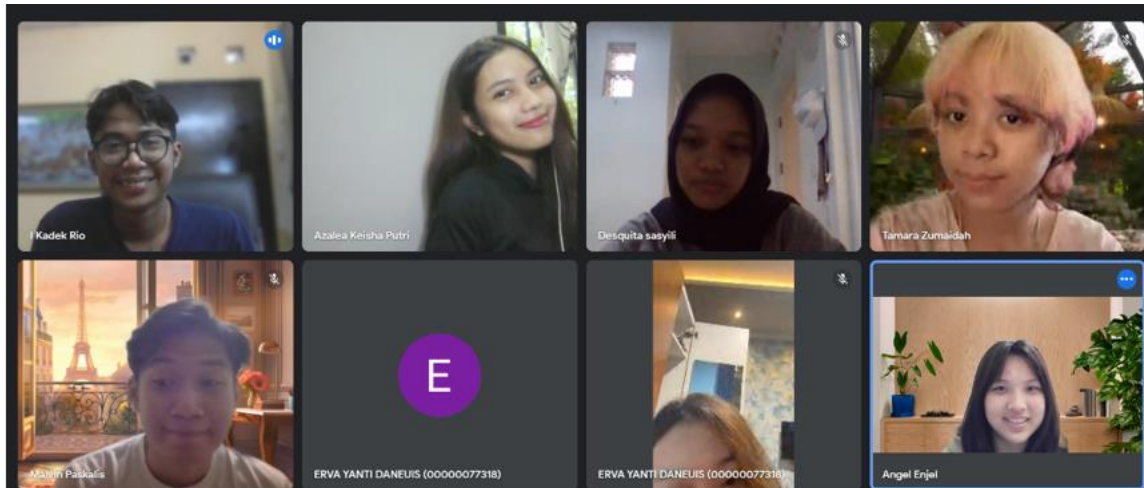 I Kadek Rio
Azalea Keisha Putri
Desquita sasyili
Tamara Zumaidah
Malvin Paskalis
E
ERVA YANTI DANEUIS (00000077318)
ERVA YANTI DANEUIS (00000077318)
Angel Enjel